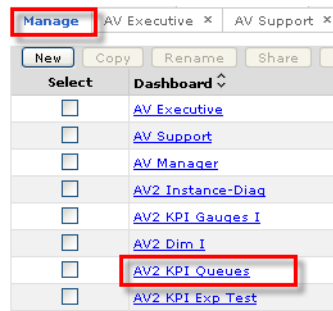 Manage AV Executive × AV Support ×
New Copy Rename Share
Select Dashboard
AV Executive
AV Support
AV Manager
AV2 Instance-Diag
AV2 KPI Gauges I
AV2 Dim I
AV2 KPI Queues
AV2 KPI Exp Test